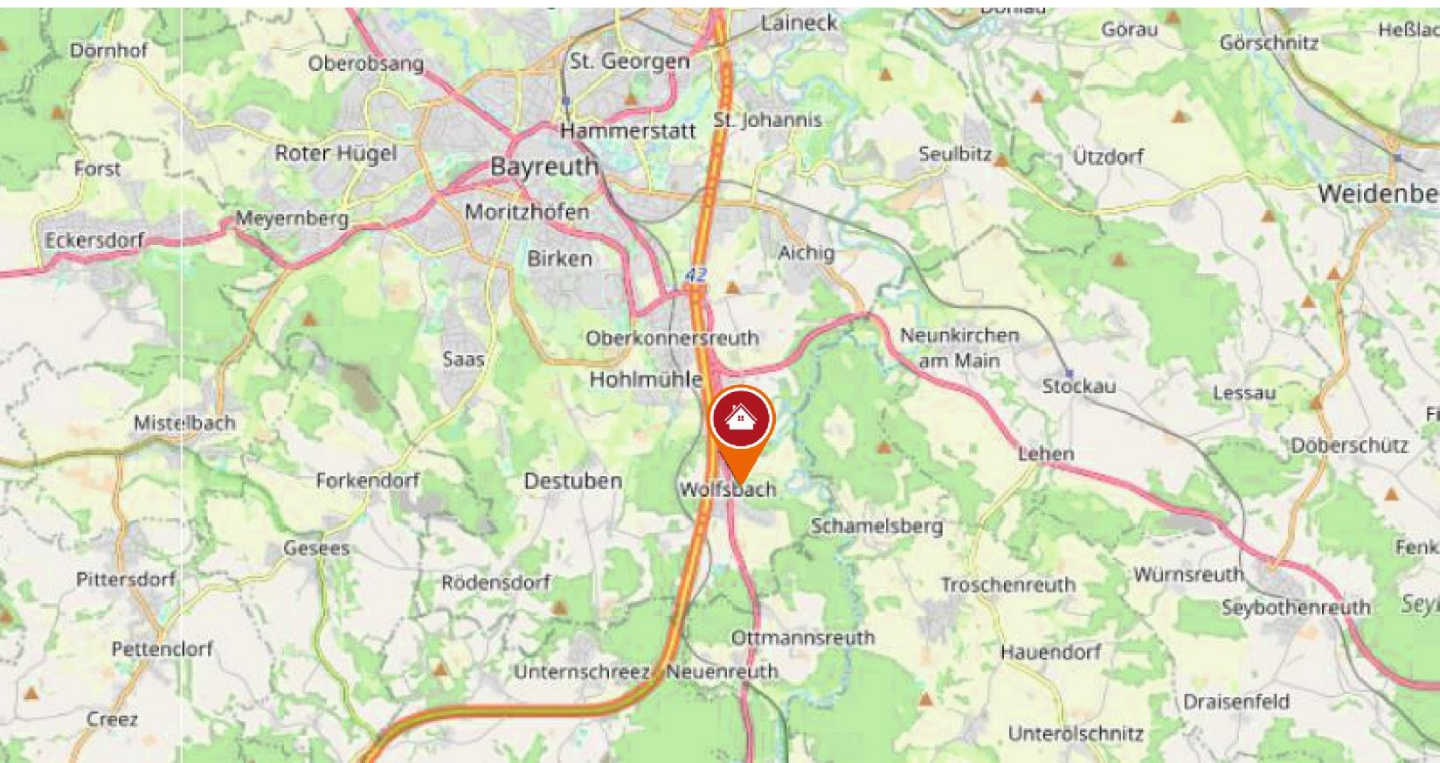 Laineck
Görau
Görschnitz
Dörnhof
Oberobsang
St. Georgen
Hammerstatt
St. Johannis
Roter Hügel
Bayreuth
Seulbitz
Ützdorf
Forst
Weidenbe
Meyernberg
Moritzhöfen
Eckersdorf
Birken
Aichig
42
Oberkonnersreuth
Neunkirchen
am Main
Saas
Hohlmühle
Stockau
Lessau
Mistelbach
Döberschütz
Lehen
Forkendorf
Destuben
Wolfsbach
Schamelsberg
Gesees
Fenk
Pittersdorf
Rödensdorf
Troschenreuth
Würnsreuth
Seybothenreuth
Pettendorf
Ottmannsreuth
Hauendorf
Unternschreez
Neuenreuth
Draisenfeld
Creez
Unterölschnitz